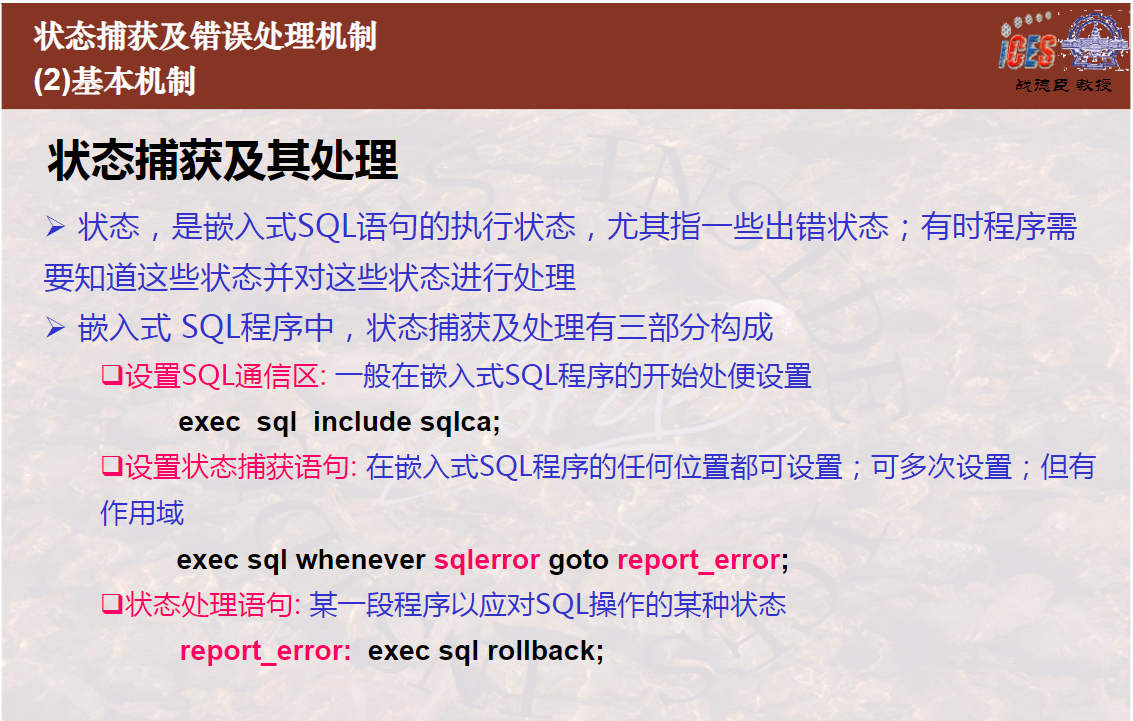 状态捕获及错误处理机制
(2)基本机制
iCES
战德臣 教授
状态捕获及其处理
➢ 状态，是嵌入式SQL语句的执行状态，尤其指一些出错状态；有时程序需
要知道这些状态并对这些状态进行处理
➢ 嵌入式 SQL程序中，状态捕获及处理有三部分构成
❑设置SQL通信区: 一般在嵌入式SQL程序的开始处便设置
exec sql include sqlca;
❑设置状态捕获语句: 在嵌入式SQL程序的任何位置都可设置；可多次设置；但有
作用域
exec sql whenever sqlerror goto report_error;
❑状态处理语句: 某一段程序以应对SQL操作的某种状态
report_error: exec sql rollback;